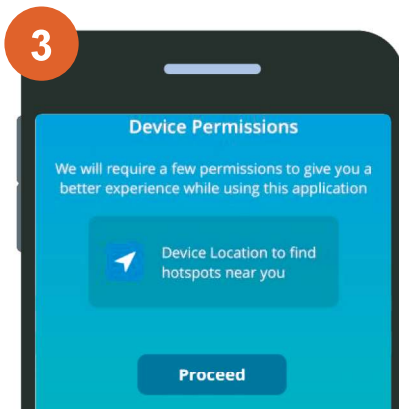 3
Device Permissions
We will require a few permissions to give you a
better experience while using this application
Device Location to find
hotspots near you
Proceed